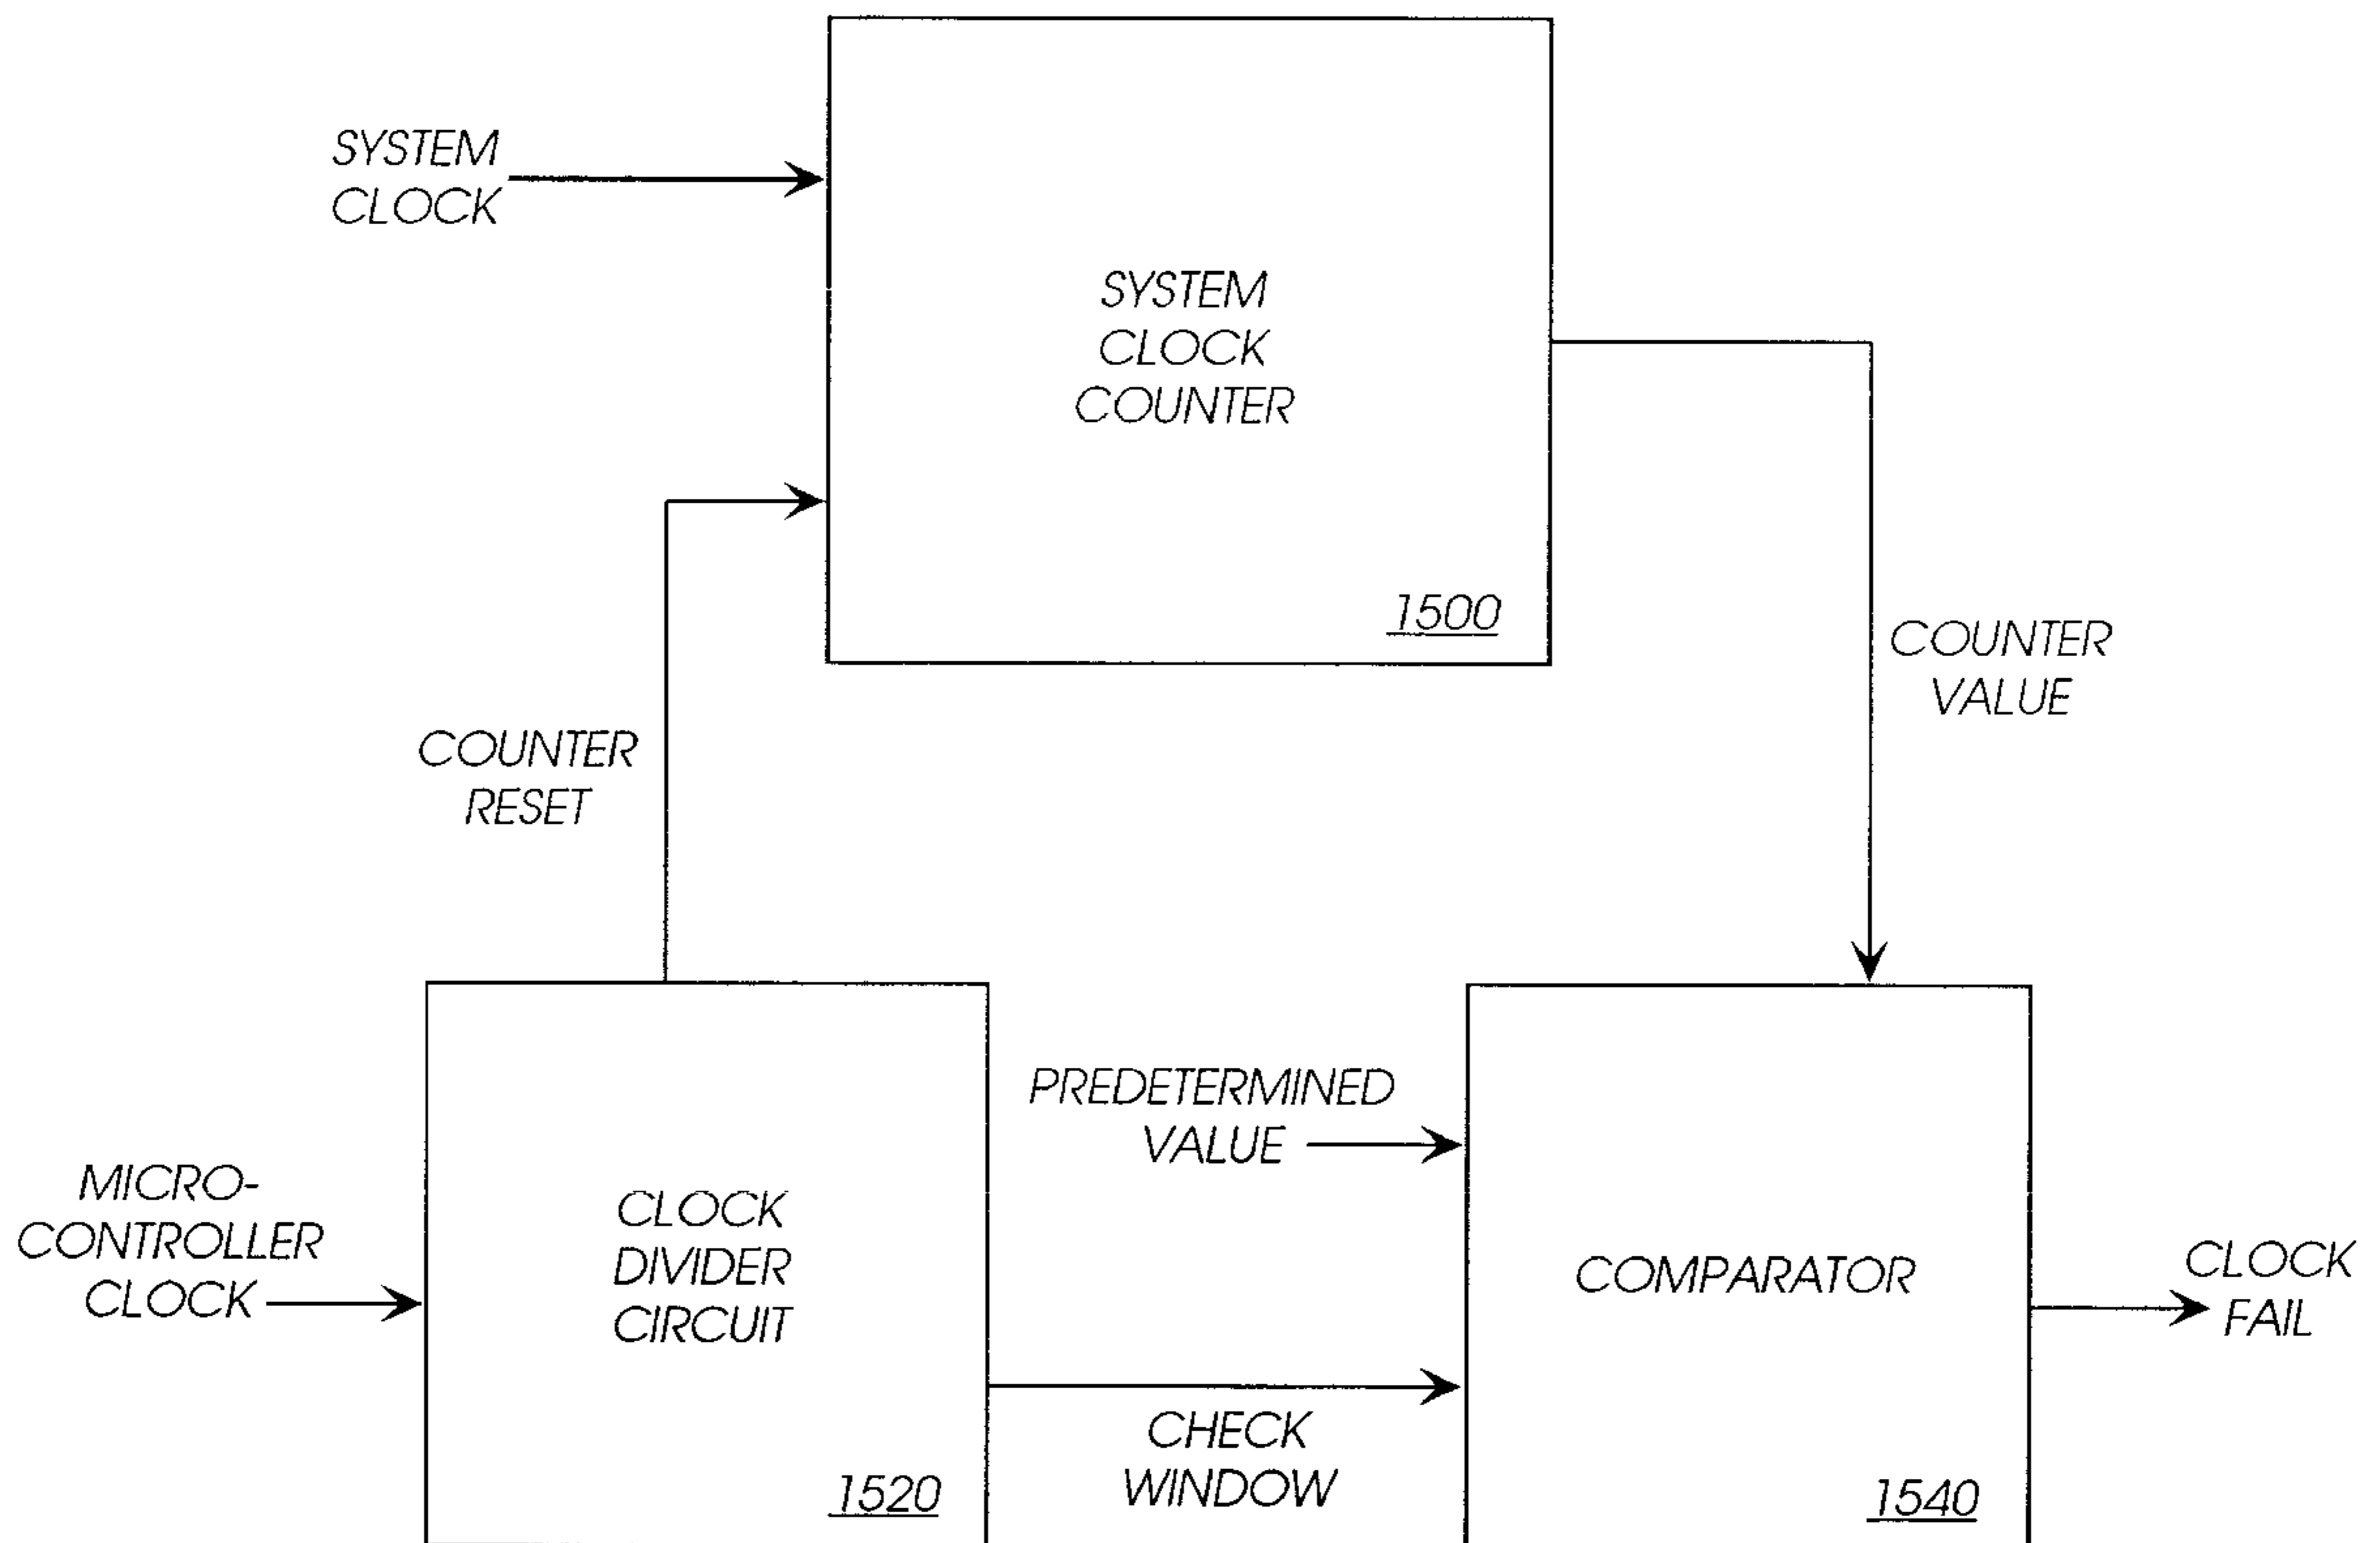 SYSTEM
CLOCK
SYSTEM
CLOCK
COUNTER
1500
COUNTER
VALUE
COUNTER
RESET
PREDETERMINED
VALUE
MICRO-
CONTROLLER
CLOCK
CLOCK
DIVIDER
CIRCUIT
COMPARATOR
CLOCK
FAIL
CHECK
WINDOW
1520
1540